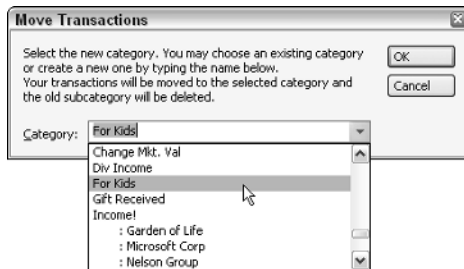 Move Transactions
Select the new category. You may choose an existing category
or create a new one by typing the name below.
Your transactions will be moved to the selected category and
the old subcategory will be deleted.
OK
Cancel
Category: For Kids
Change Mkt. Val
Div Income
For Kids
Gift Received
Income!
: Garden of Life
: Microsoft Corp
: Nelson Group